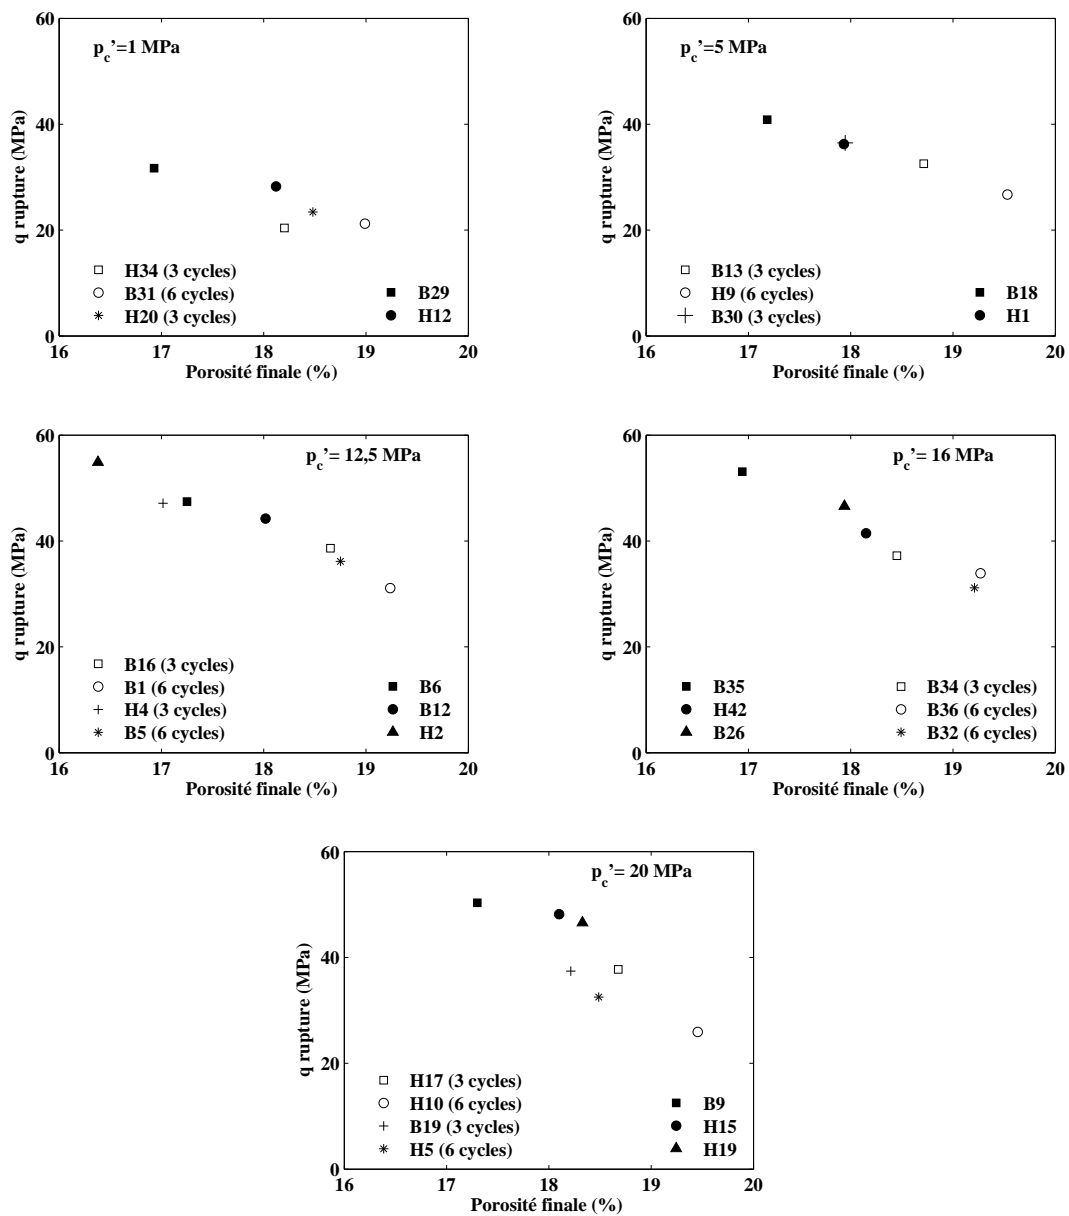 60
40
20
0
q rupture (MPa)
p_c’=1 MPa
H34 (3 cycles)
B31 (6 cycles)
H20 (3 cycles)
B29
H12
16 17 18 19 20
Porosité finale (%)
60
40
20
0
q rupture (MPa)
p_c’=5 MPa
B13 (3 cycles)
H9 (6 cycles)
B30 (3 cycles)
B18
H1
16 17 18 19 20
Porosité finale (%)
60
40
20
0
q rupture (MPa)
p_c’= 12,5 MPa
B16 (3 cycles)
B1 (6 cycles)
H4 (3 cycles)
B5 (6 cycles)
B6
B12
H2
16 17 18 19 20
Porosité finale (%)
60
40
20
0
q rupture (MPa)
p_c’= 16 MPa
B35
H42
B26
B34 (3 cycles)
B36 (6 cycles)
B32 (6 cycles)
16 17 18 19 20
Porosité finale (%)
60
40
20
0
q rupture (MPa)
p_c’= 20 MPa
H17 (3 cycles)
H10 (6 cycles)
B19 (3 cycles)
H5 (6 cycles)
B9
H15
H19
16 17 18 19 20
Porosité finale (%)